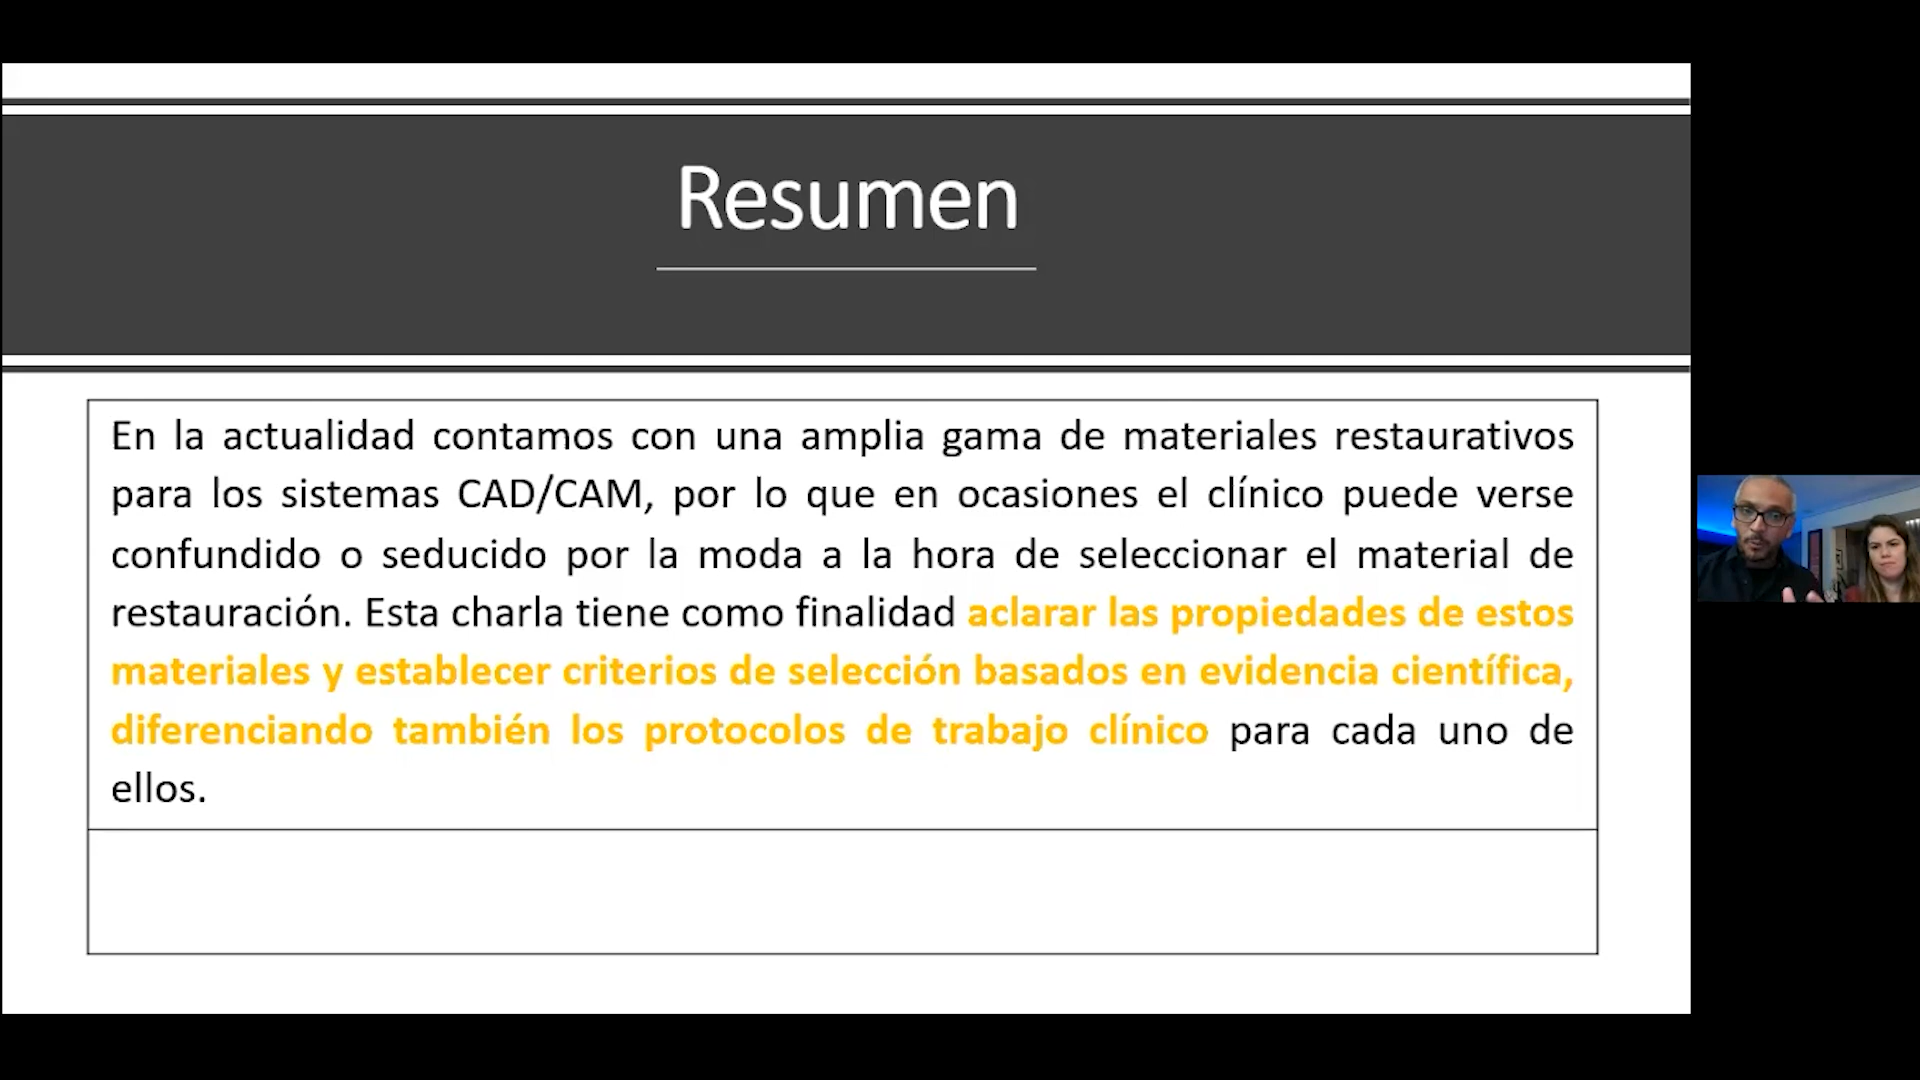 Resumen
En la actualidad contamos con una amplia gama de materiales restaurativos
para los sistemas CAD/CAM, por lo que en ocasiones el clínico puede verse
confundido o seducido por la moda a la hora de seleccionar el material de
restauración. Esta charla tiene como finalidad aclarar las propiedades de estos
materiales y establecer criterios de selección basados en evidencia científica,
diferenciando también los protocolos de trabajo clínico para cada uno de
ellos.